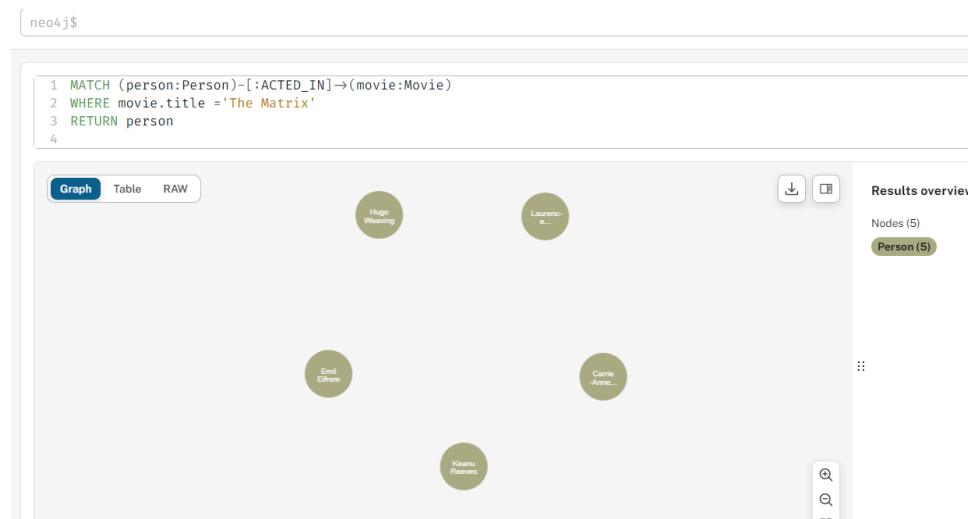 neo4j$
1 MATCH (person:Person)-[:ACTED_IN]→(movie:Movie)
2 WHERE movie.title ='The Matrix'
3 RETURN person
4
Graph Table RAW
Results overview
Nodes (5)
Person (5)
Hugo
Weaving
Laurenc-
e...
Emil
Eifrem
Carrie
-Anne...
Keanu
Reeves